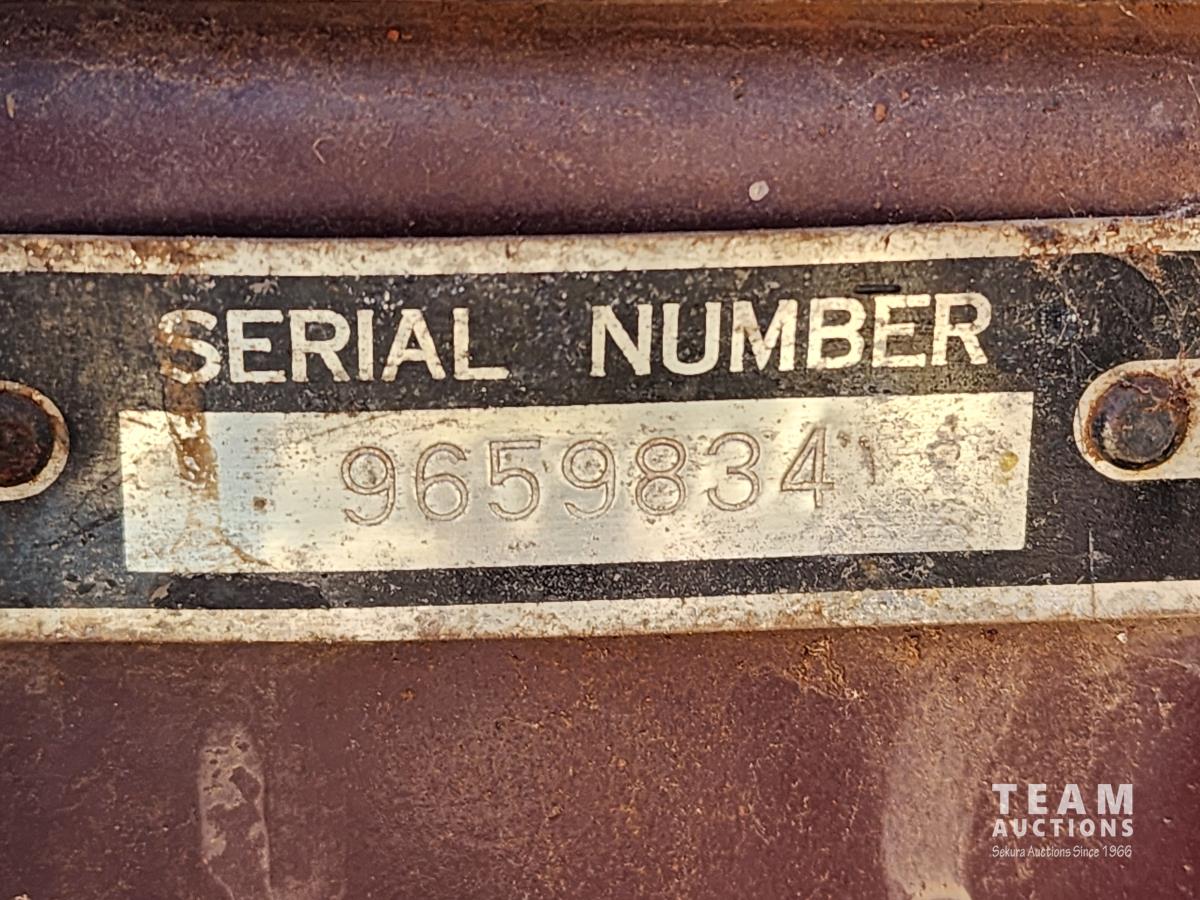 SERIAL NUMBER
9659834
TEAM
AUCTIONS
Sekura Auctions Since 1966